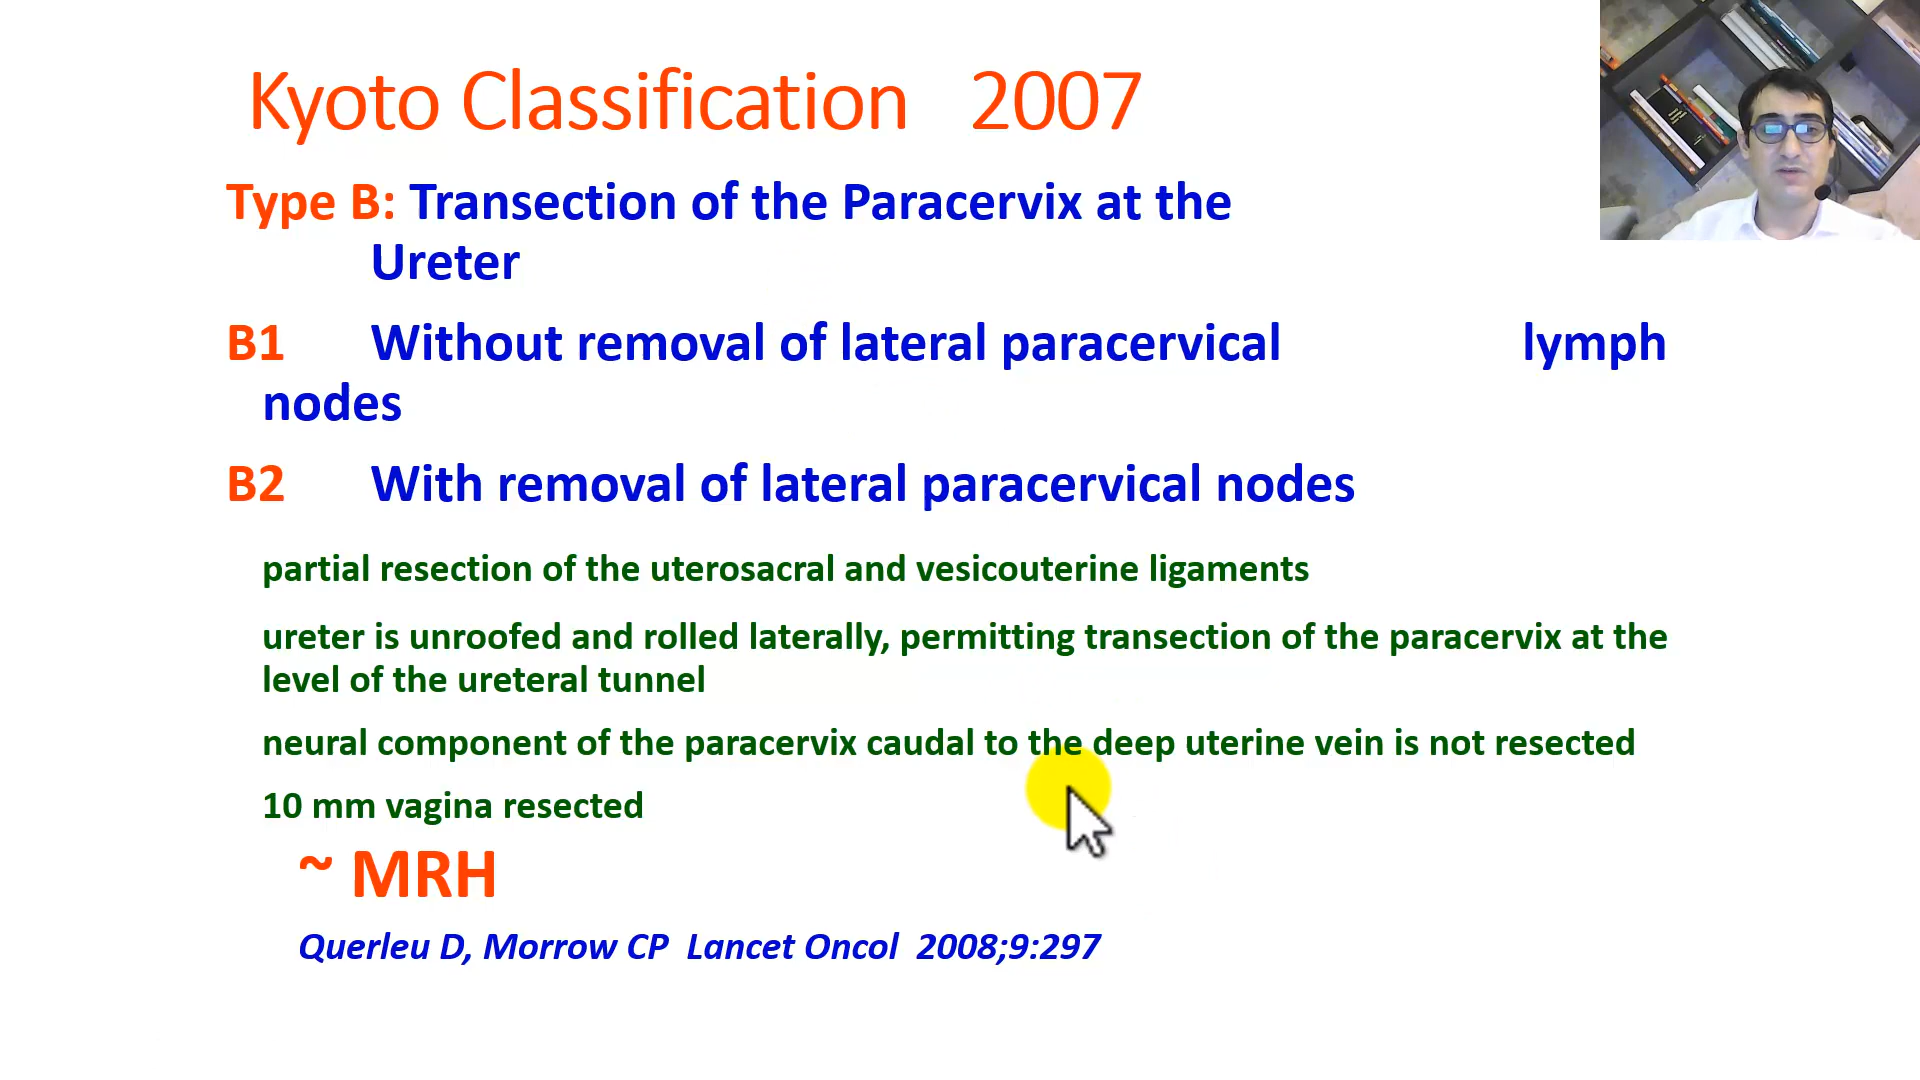 Kyoto Classification 2007
Type B: Transection of the Paracervix at the
Ureter
B1 Without removal of lateral paracervical lymph
nodes
B2 With removal of lateral paracervical nodes
partial resection of the uterosacral and vesicouterine ligaments
ureter is unroofed and rolled laterally, permitting transection of the paracervix at the
level of the ureteral tunnel
neural component of the paracervix caudal to the deep uterine vein is not resected
10 mm vagina resected
~ MRH
Querleu D, Morrow CP Lancet Oncol 2008;9:297